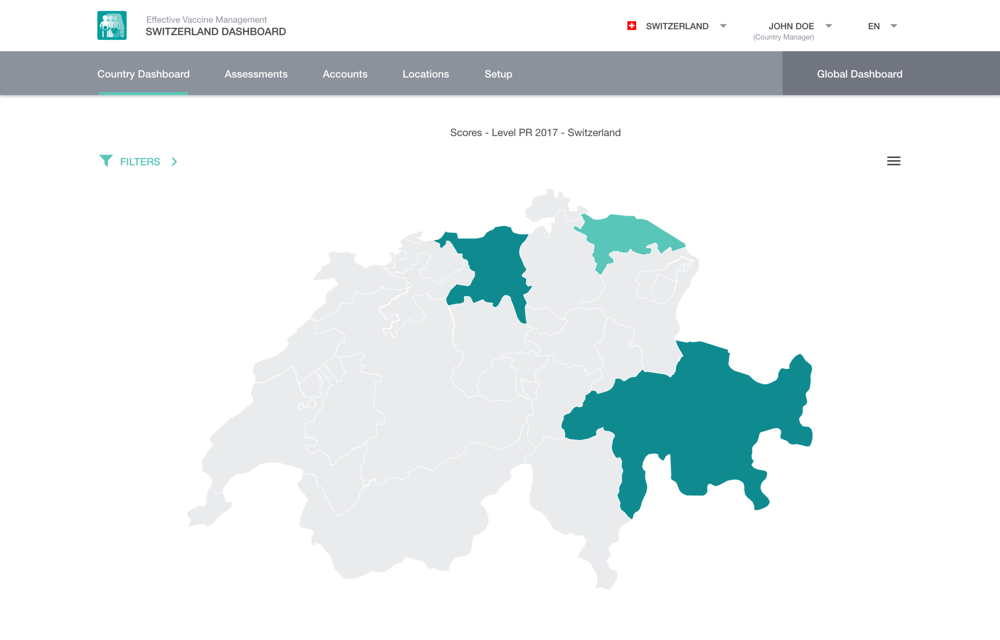 Effective Vaccine Management
SWITZERLAND DASHBOARD
SWITZERLAND
JOHN DOE
(Country Manager)
EN
Country Dashboard
Assessments
Accounts
Locations
Setup
Global Dashboard
Scores - Level PR 2017 - Switzerland
FILTERS